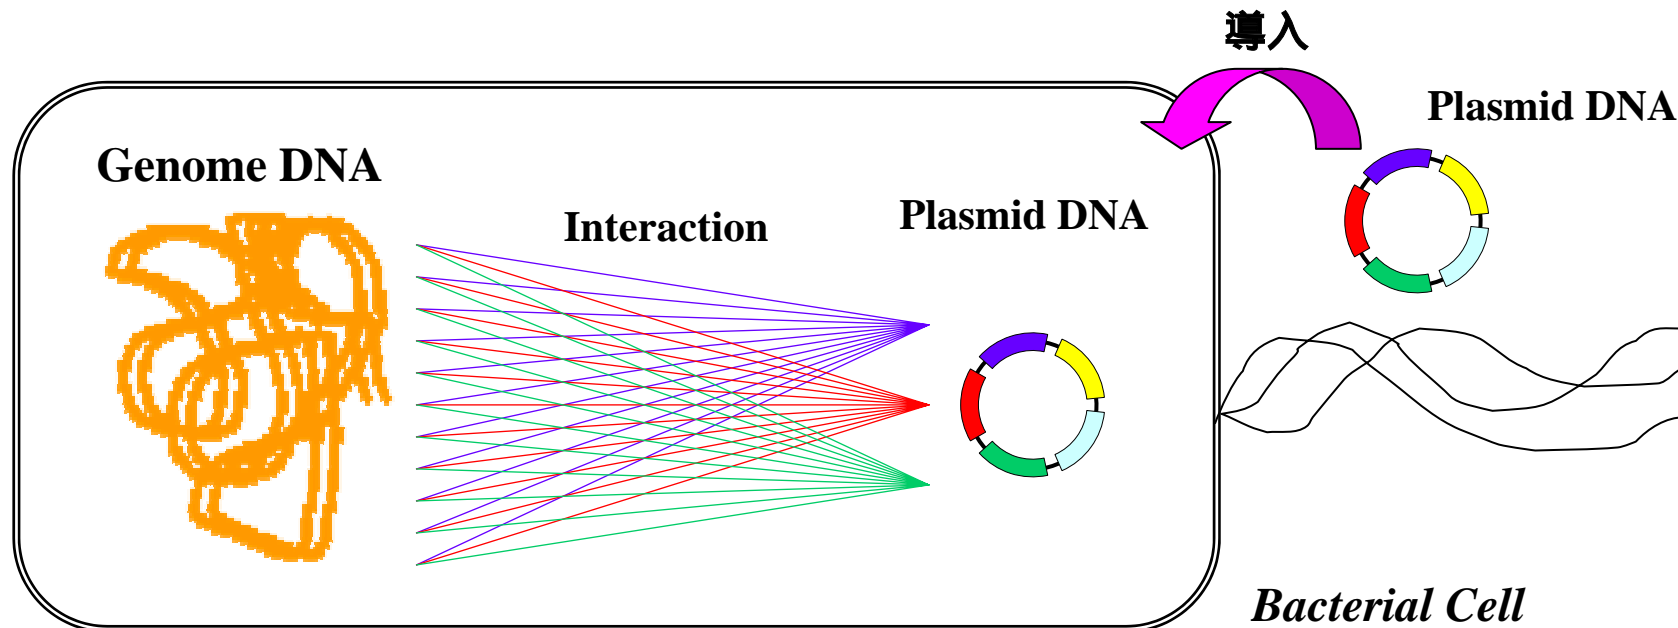 導入
Plasmid DNA
Genome DNA
Interaction
Plasmid DNA
Bacterial Cell